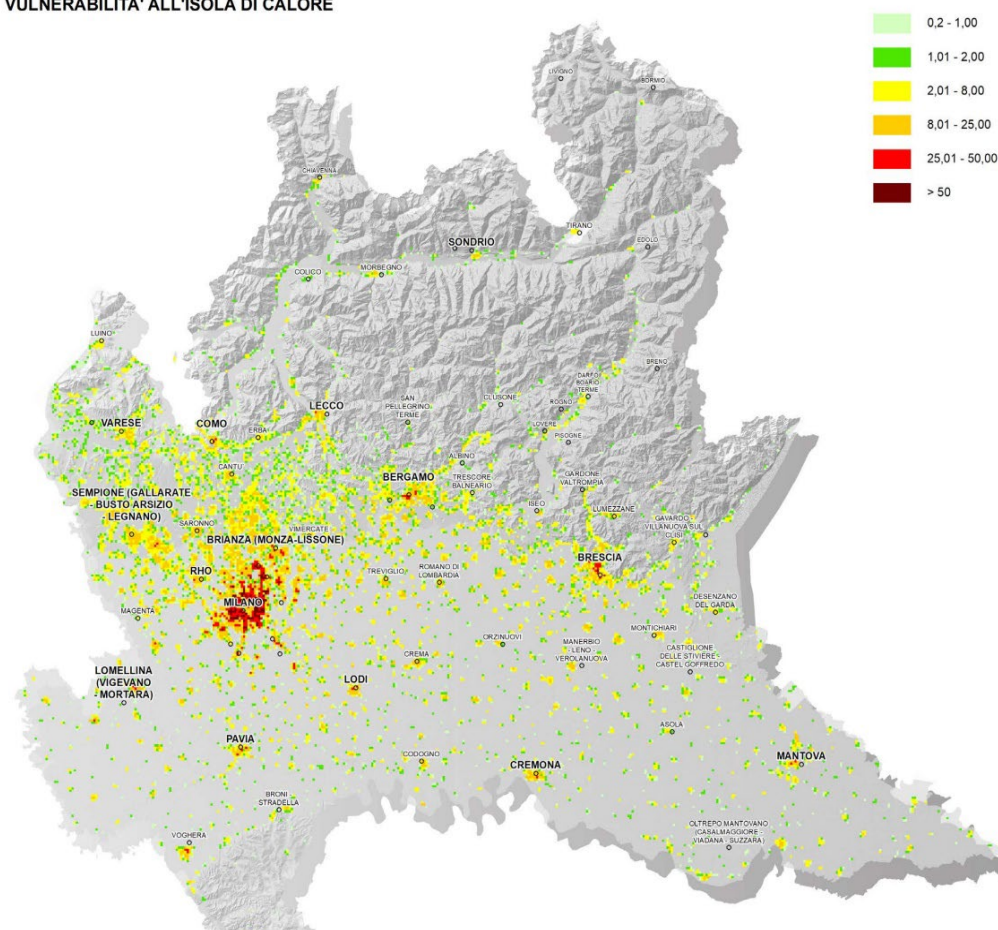 VULNERABILITA' ALL'ISOLA DI CALORE
0,2 - 1,00
1,01 - 2,00
2,01 - 8,00
8,01 - 25,00
25,01 - 50,00
> 50
LIVIGNO
BORMIO
CHIAVENNA
TIRANO
SONDRIO
EDOLO
COLICO
MORBEGNO
LUINO
BRENO
DARFO
BOARIO
TERME
CLUSONE
ROGNO
LECCO
SAN
PELLEGRINO
TERME
VARESE
COMO
ERBA
LOVERE
PISOGNE
ALBINO
CANTU'
BERGAMO
TRESCORE
BALNEARIO
GARDONE
VALTROMPIA
SEMPIONE (GALLARATE
- BUSTO ARSIZIO
- LEGNANO)
ISEO
LUMEZZANE
SARONNO
VIMERCATE
BRIANZA (MONZA-LISSONE)
GAVARDO
VILLANUOVA SUL
CLISI
BRESCIA
RHO
TREVIGLIO
ROMANO DI
LOMBARDIA
MILANO
MAGENTA
DESENZANO
DEL GARDA
ORZINUOVI
MANERBIO
LENO
VEROLANUOVA
MONTICHIARI
CASTIGLIONE
DELLE STIVIERE -
CASTEL GOFFREDO
CREMA
LOMELLINA
(VIGEVANO
- MORTARA)
LODI
ASOLA
PAVIA
CODOGNO
CREMONA
MANTOVA
BRONI
STRADELLA
VOGHERA
OLTREPO MANTOVANO
(CASALMAGGIORE -
VIADANA - SUZZARA)